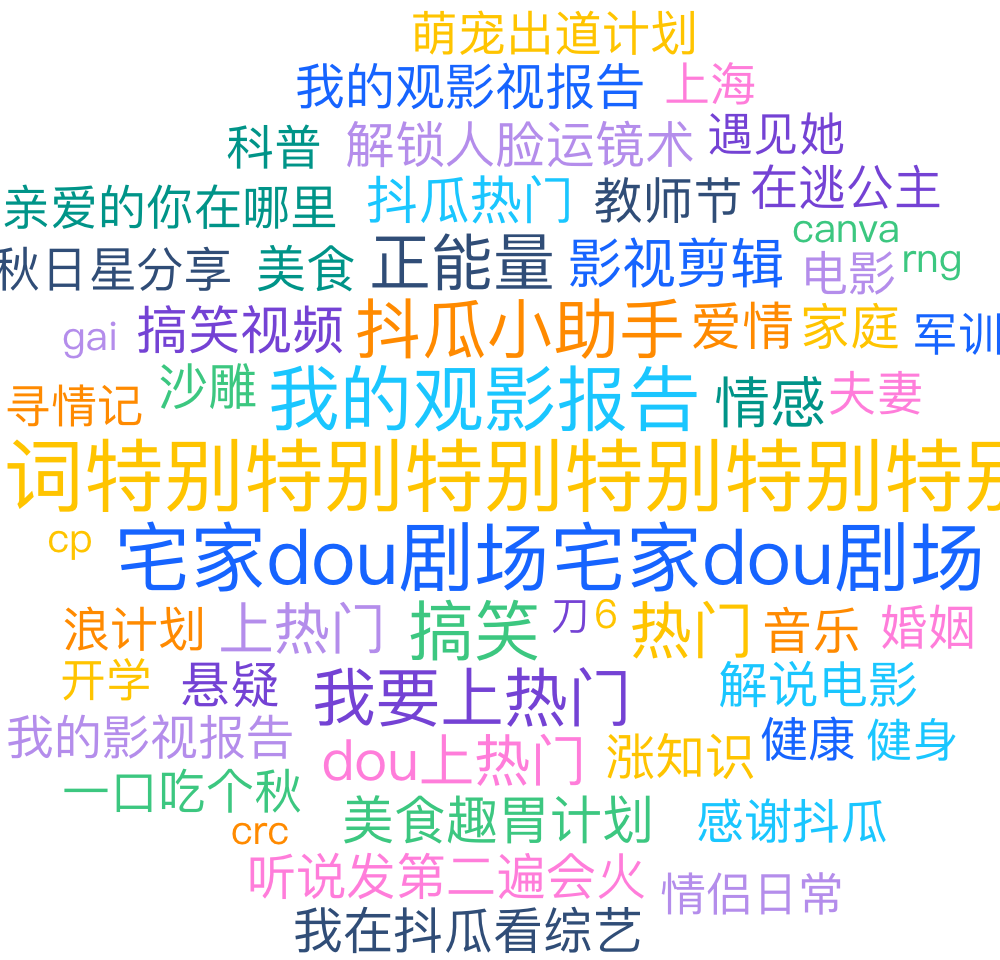 萌宠出道计划
我的观影视报告 上海
科普 解锁人脸运镜术 遇见她
亲爱的你在哪里 抖瓜热门 教师节 在逃公主
canva
秋日星分享 美食 正能量 影视剪辑 电影 rng
gai 搞笑视频 抖瓜小助手 爱情 家庭 军训
寻情记 沙雕 我的观影报告 情感 夫妻
词特别特别特别特别特别特别
cp 宅家dou剧场宅家dou剧场
浪计划 上热门 搞笑 刀 6 热门 音乐 婚姻
开学 悬疑 我要上热门 解说电影
我的影视报告 dou上热门 涨知识 健康 健身
一口吃个秋 美食趣胃计划 感谢抖瓜
crc
听说发第二遍会火 情侣日常
我在抖瓜看综艺